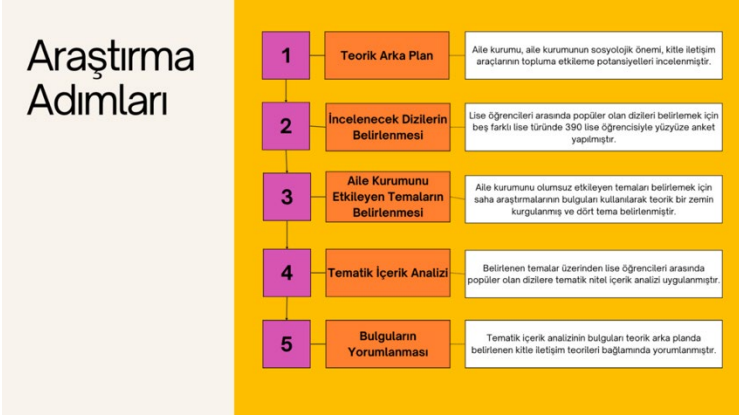 Araştırma
Adımları
1
Teorik Arka Plan
Aile kurumu, aile kurumunun sosyolojik önemi, kitle iletişim
araçlarının topluma etkileme potansiyelleri incelenmiştir.
2
İncelenecek Dizilerin
Belirlenmesi
Lise öğrencileri arasında popüler olan dizileri belirlemek için
beş farklı lise türünde 390 lise öğrencisiyle yüzyüze anket
yapılmıştır.
3
Aile Kurumunu
Etkileyen Temaların
Belirlenmesi
Aile kurumunu olumsuz etkileyen temaları belirlemek için
saha araştırmalarının bulguları kullanılarak teorik bir zemin
kurgulanmış ve dört tema belirlenmiştir.
4
Tematik İçerik Analizi
Belirlenen temalar üzerinden lise öğrencileri arasında
popüler olan dizilere tematik nitel içerik analizi uygulanmıştır.
5
Bulguların
Yorumlanması
Tematik içerik analizinin bulguları teorik arka planda
belirlenen kitle iletişim teorileri bağlamında yorumlanmıştır.